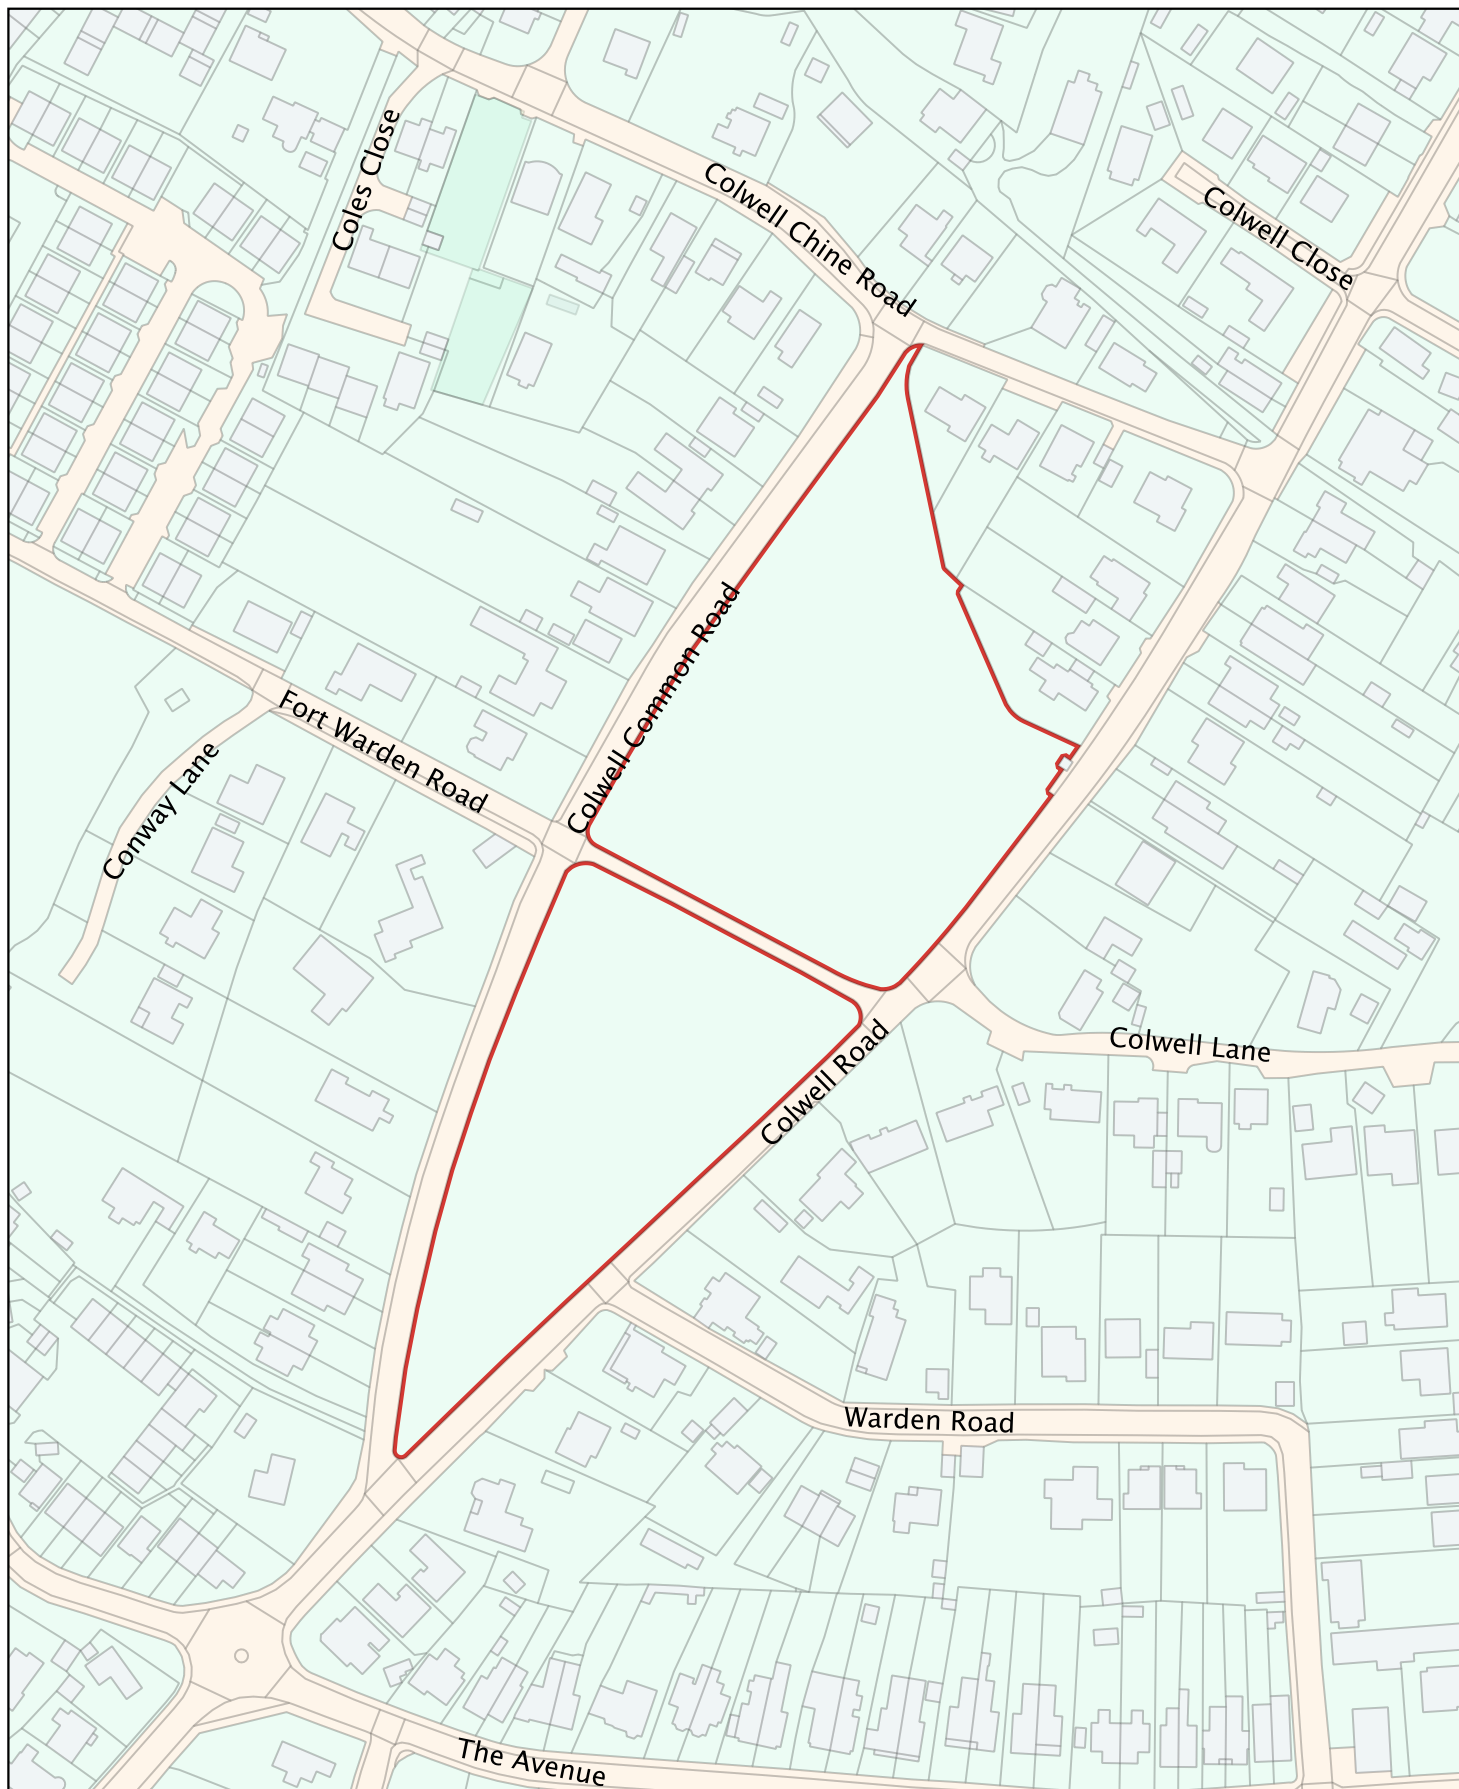 Coles Close
Colwell Chine Road
Colwell Close
Colwell Common Road
Fort Warden Road
Conway Lane
Colwell Road
Colwell Lane
Warden Road
The Avenue